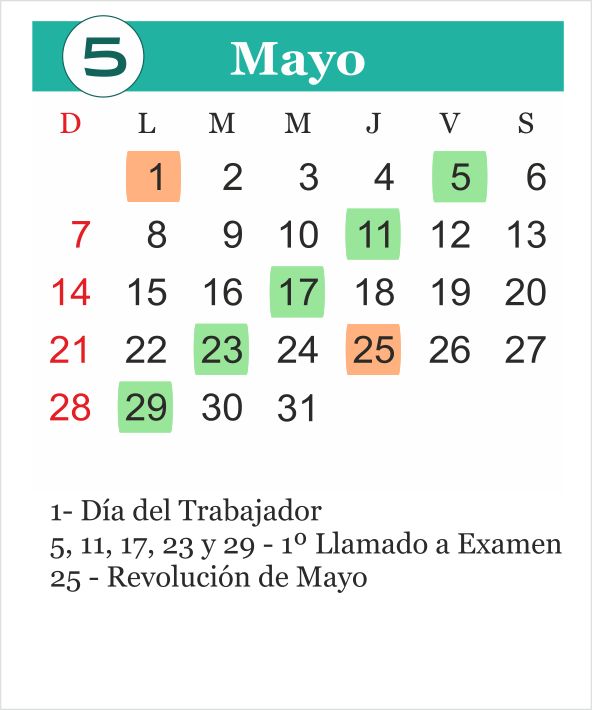 5 Mayo
D L M M J V S
1 2 3 4 5 6
7 8 9 10 11 12 13
14 15 16 17 18 19 20
21 22 23 24 25 26 27
28 29 30 31
1- Día del Trabajador
5, 11, 17, 23 y 29 - 1º Llamado a Examen
25 - Revolución de Mayo